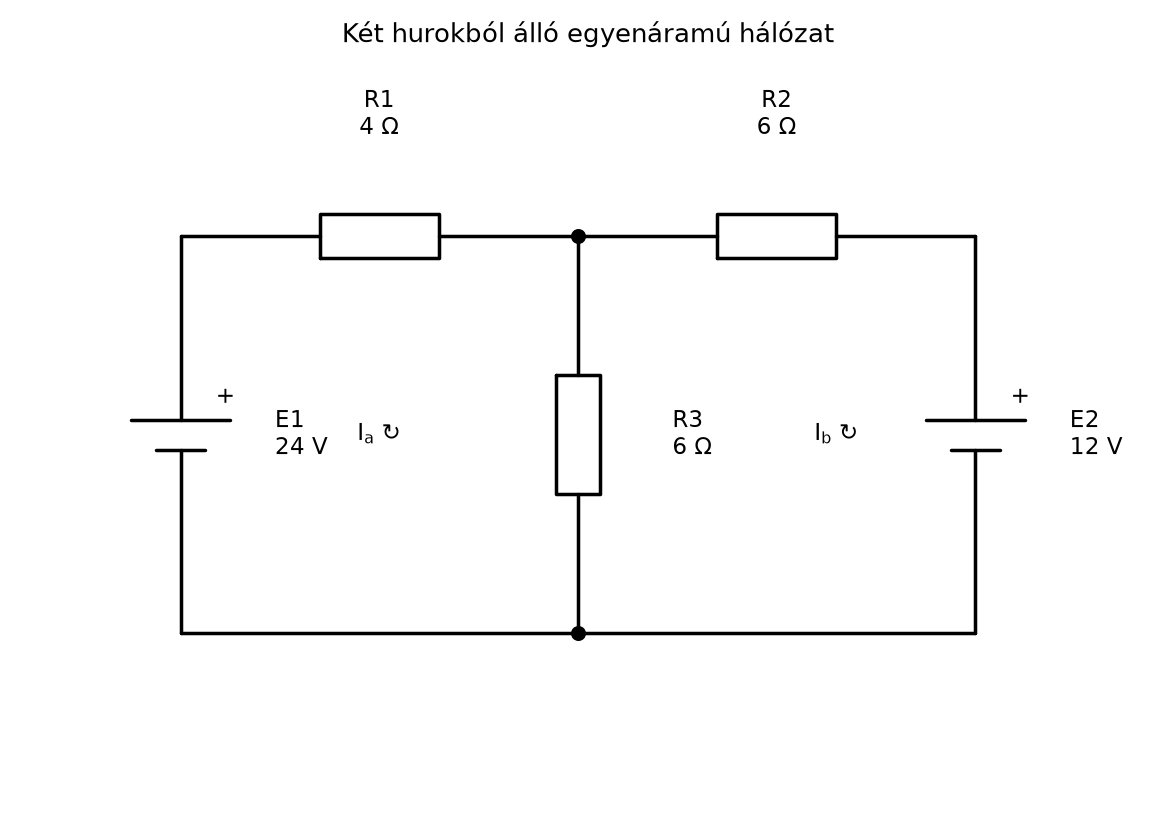 Két hurokból álló egyenáramú hálózat
R1
4 Ω
R2
6 Ω
+
E1
24 V
Iₐ ↻
R3
6 Ω
I_b ↻
+
E2
12 V